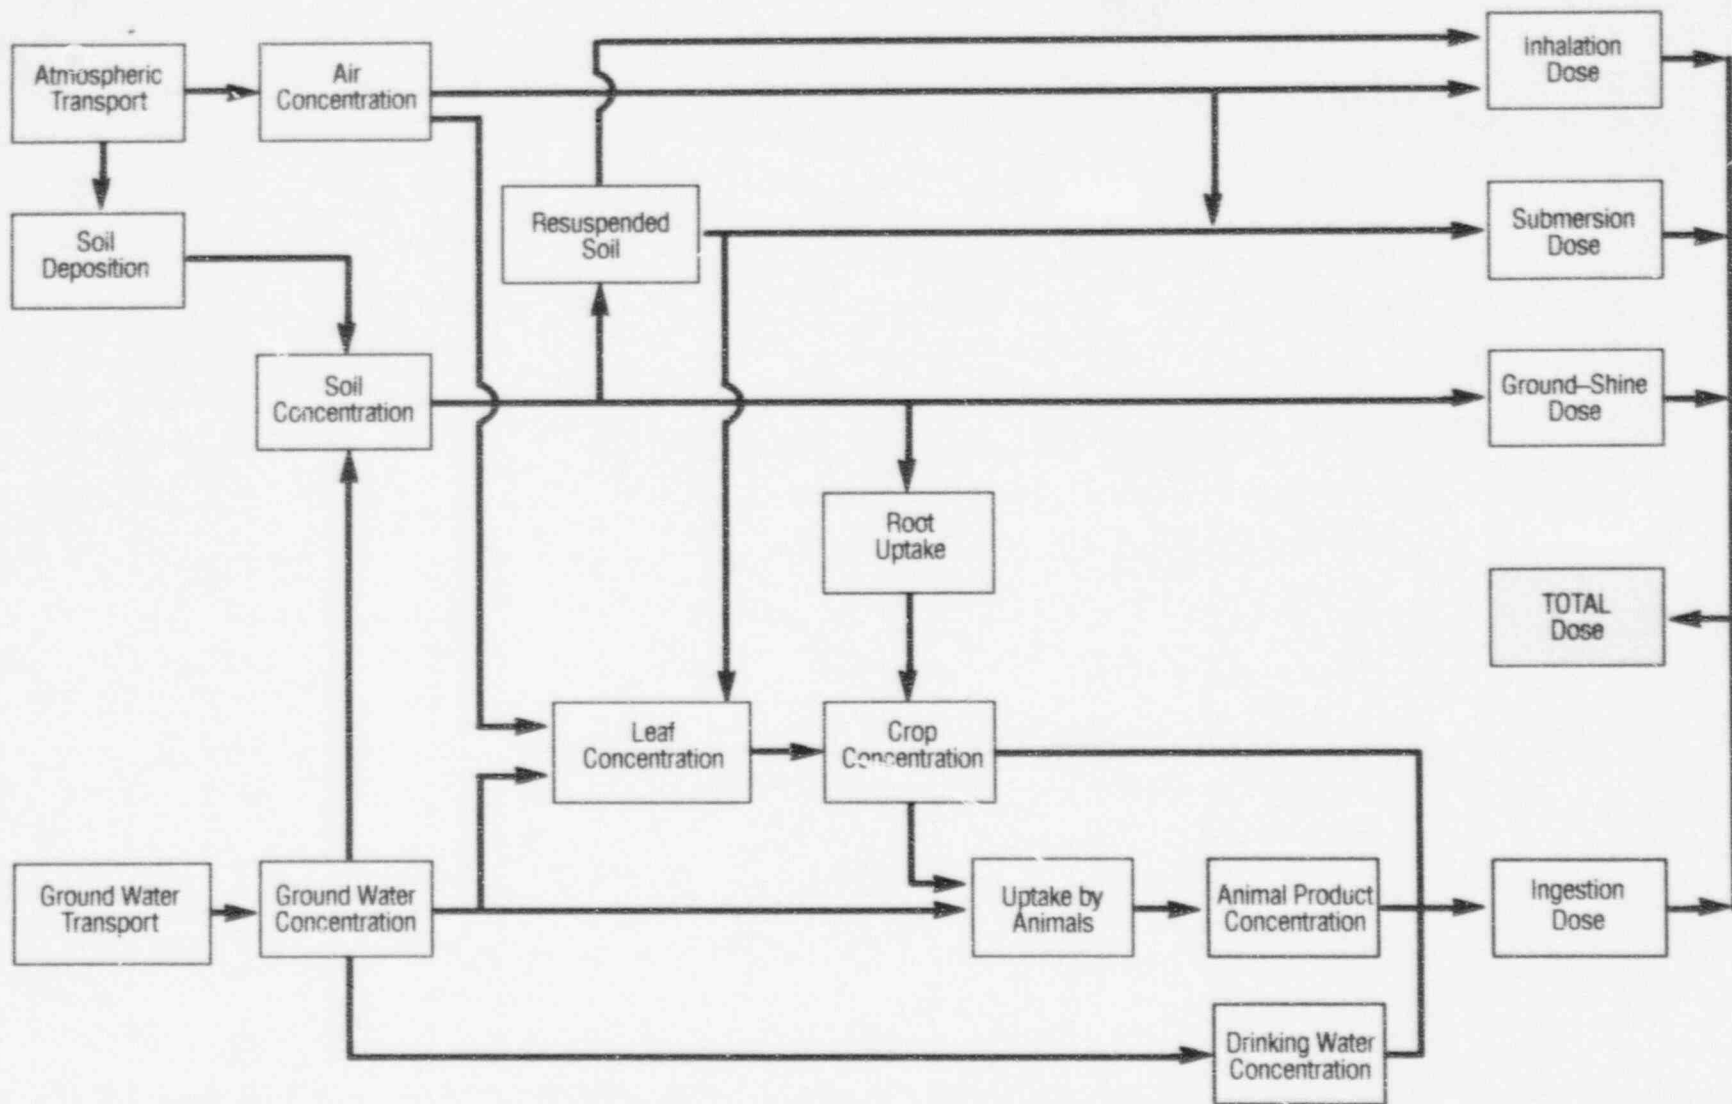 Atmospheric
Transport
Air
Concentration
Inhalation
Dose
Soil
Deposition
Resuspended
Soil
Submersion
Dose
Soil
Concentration
Ground–Shine
Dose
Root
Uptake
TOTAL
Dose
Leaf
Concentration
Crop
Concentration
Ground Water
Transport
Ground Water
Concentration
Uptake by
Animals
Animal Product
Concentration
Ingestion
Dose
Drinking Water
Concentration